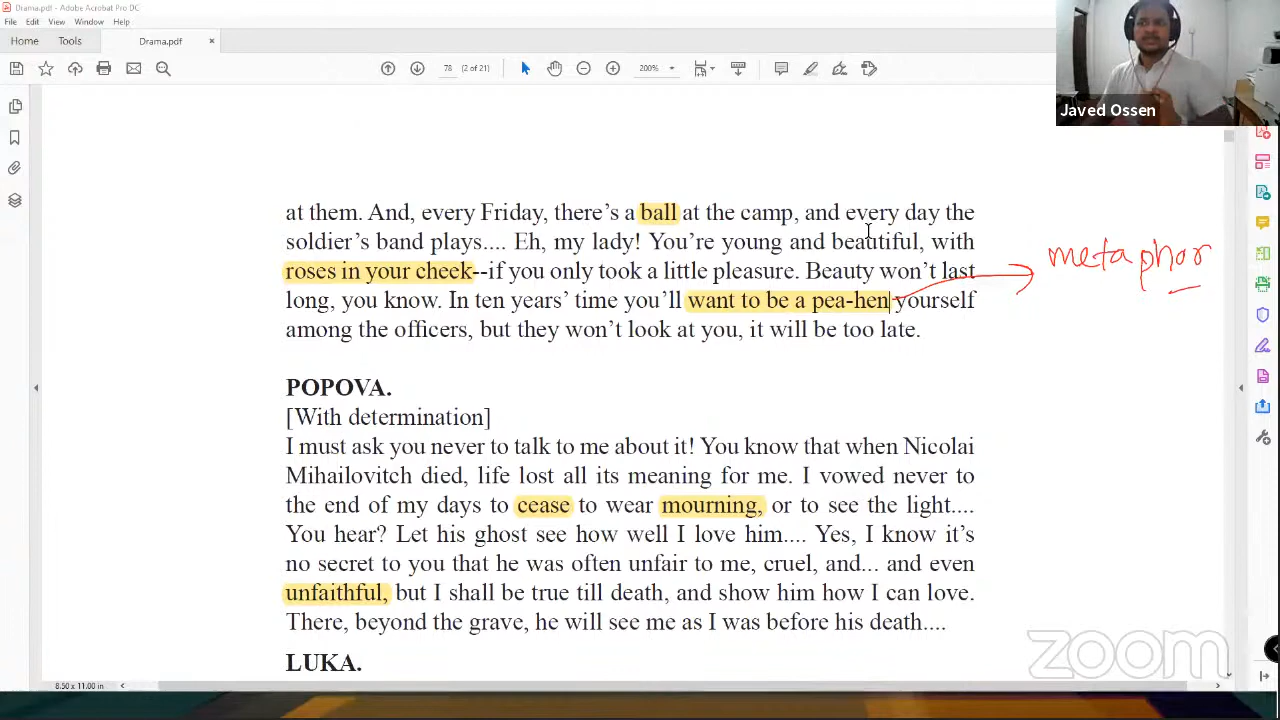 Drama.pdf - Adobe Acrobat Pro DC
File Edit View Window Help
Home Tools Drama.pdf ×
78 (2 of 21) 200%
Javed Ossen
at them. And, every Friday, there’s a ball at the camp, and every day the
soldier’s band plays.... Eh, my lady! You’re young and beautiful, with
roses in your cheek--if you only took a little pleasure. Beauty won’t last
long, you know. In ten years’ time you’ll want to be a pea-hen yourself
among the officers, but they won’t look at you, it will be too late.
metaphor
POPOVA.
[With determination]
I must ask you never to talk to me about it! You know that when Nicolai
Mihailovitch died, life lost all its meaning for me. I vowed never to
the end of my days to cease to wear mourning, or to see the light....
You hear? Let his ghost see how well I love him.... Yes, I know it’s
no secret to you that he was often unfair to me, cruel, and... and even
unfaithful, but I shall be true till death, and show him how I can love.
There, beyond the grave, he will see me as I was before his death....
LUKA.
zoom
8.50 x 11.00 in